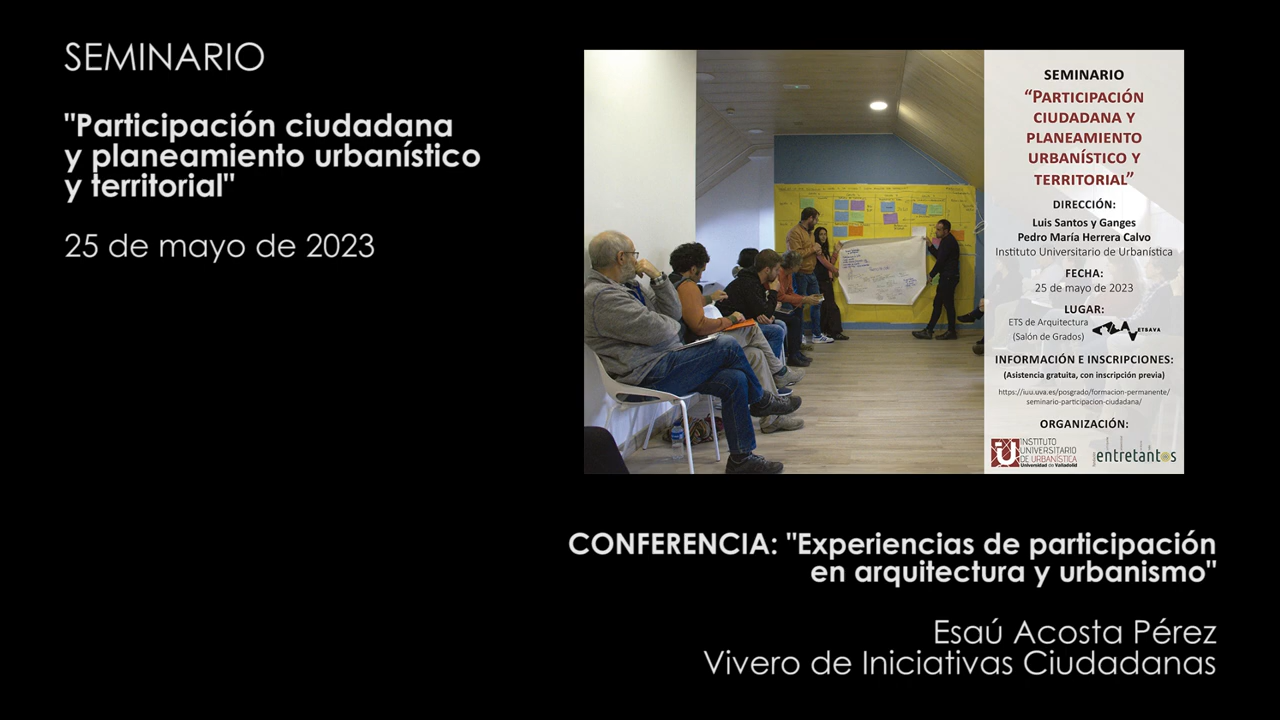 SEMINARIO
"Participación ciudadana
y planeamiento urbanístico
y territorial"
25 de mayo de 2023
SEMINARIO
“PARTICIPACIÓN
CIUDADANA Y
PLANEAMIENTO
URBANÍSTICO Y
TERRITORIAL”
DIRECCIÓN:
Luis Santos y Ganges
Pedro María Herrera Calvo
Instituto Universitario de Urbanística
FECHA:
25 de mayo de 2023
LUGAR:
ETS de Arquitectura
(Salón de Grados)
ETSAVA
INFORMACIÓN E INSCRIPCIONES:
(Asistencia gratuita, con inscripción previa)
https://iuu.uva.es/posgrado/formacion-permanente/
seminario-participacion-ciudadana/
ORGANIZACIÓN:
INSTITUTO
UNIVERSITARIO
DE URBANÍSTICA
Universidad de Valladolid
entretantos
CONFERENCIA: "Experiencias de participación
en arquitectura y urbanismo"
Esaú Acosta Pérez
Vivero de Iniciativas Ciudadanas